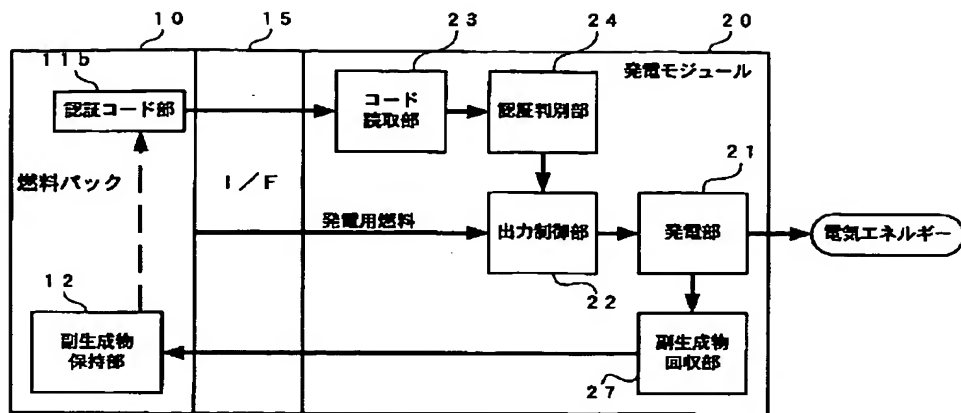 10
15
23
24
20
11b
発電モジュール
認証コード部
コード
読取部
認証判別部
燃料パック
I/F
21
発電用燃料
出力制御部
発電部
電気エネルギー
12
22
副生成物
保持部
副生成物
回収部
27